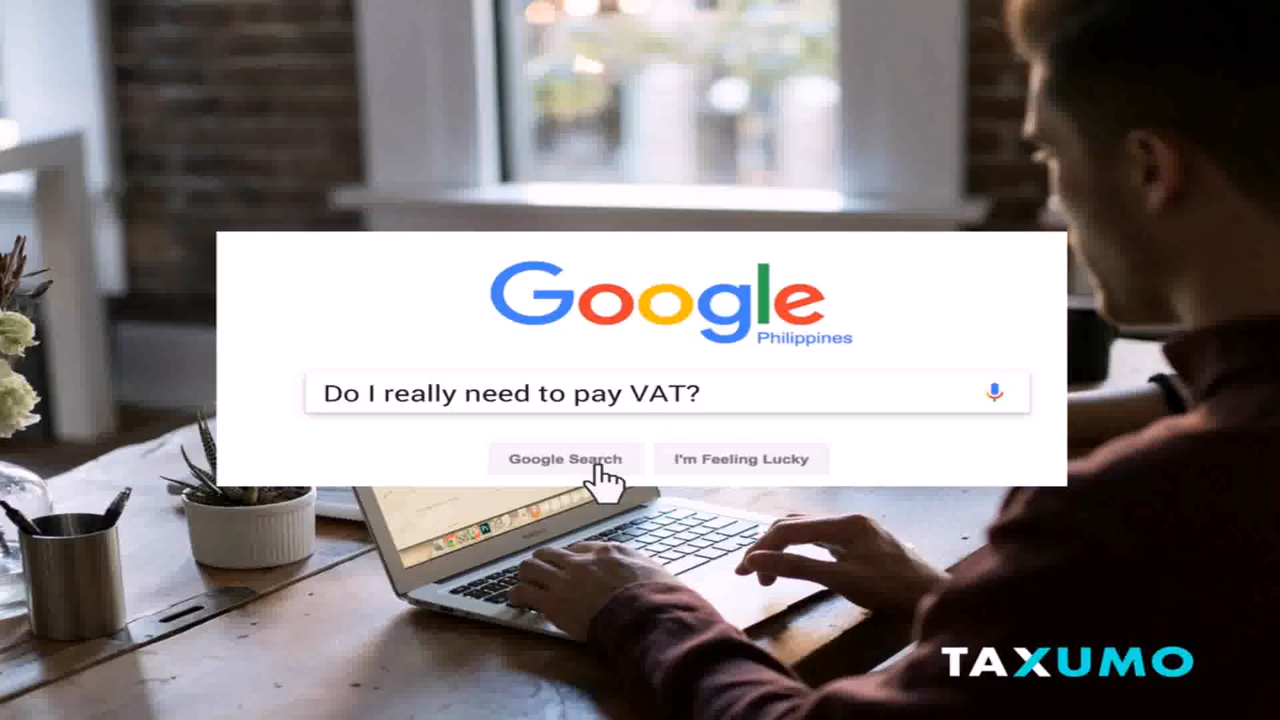 Google
Philippines
Do I really need to pay VAT?
Google Search
I'm Feeling Lucky
TAXUMO